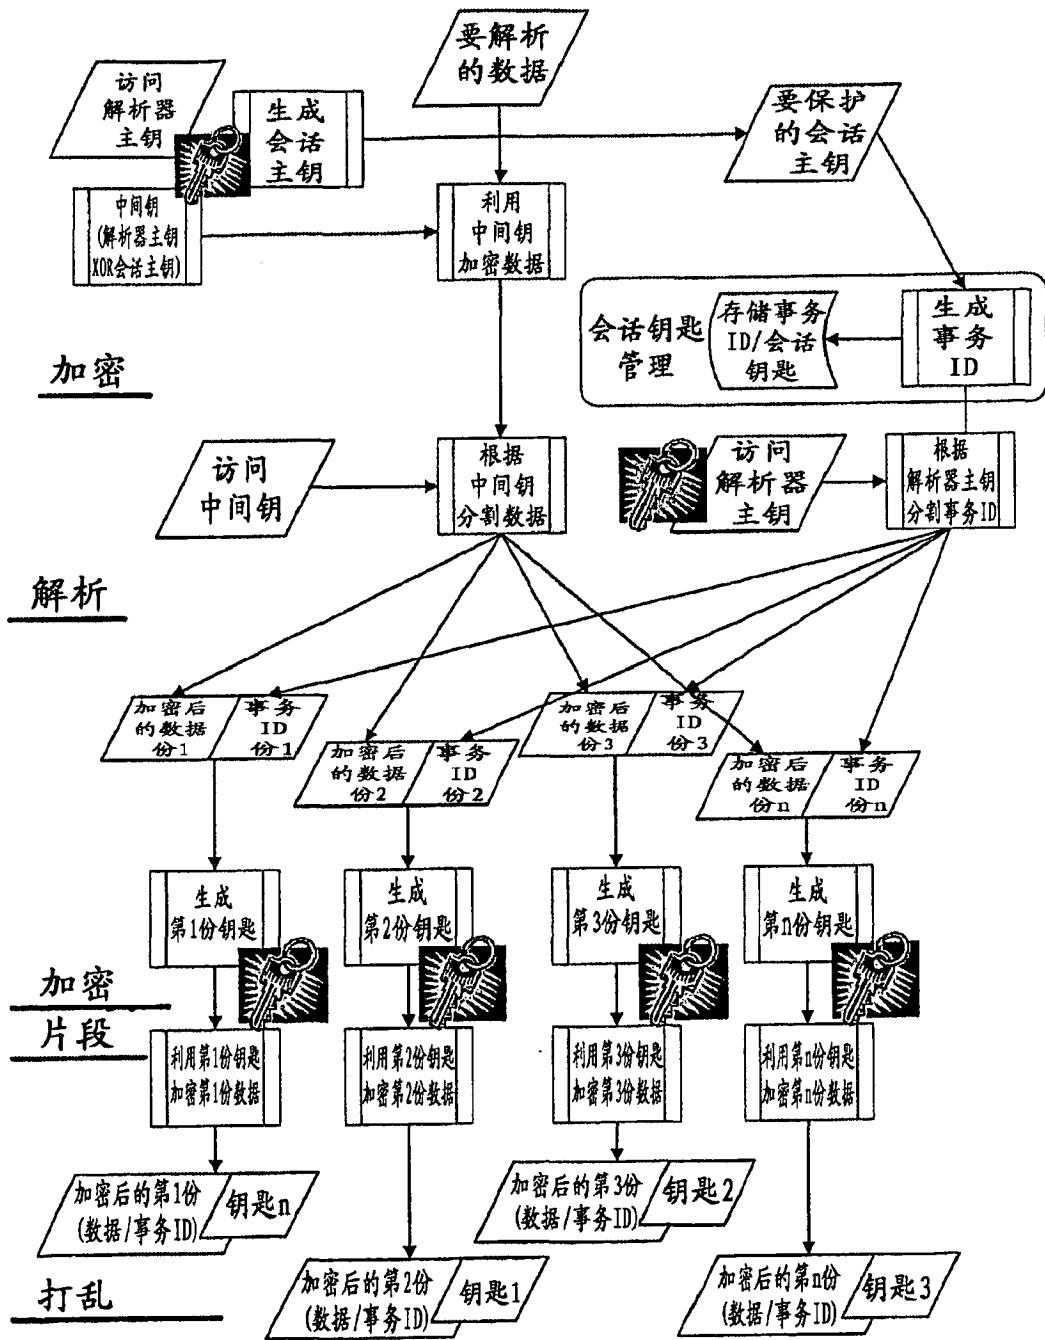 要解析
的数据
访问
解析器
主钥
生成
会话
主钥
要保护
的会话
主钥
中间钥
(解析器主钥
XOR会话主钥)
利用
中间钥
加密数据
会话钥匙
管理
存储事务
ID/会话
钥匙
生成
事务
ID
加密
访问
中间钥
根据
中间钥
分割数据
访问
解析器
主钥
根据
解析器主钥
分割事务ID
解析
加密后
的数据
份1
事务
ID
份1
加密后
的数据
份2
事务
ID
份2
加密后
的数据
份3
事务
ID
份3
加密后
的数据
份n
事务
ID
份n
生成
第1份钥匙
生成
第2份钥匙
生成
第3份钥匙
生成
第n份钥匙
加密
片段
利用第1份钥匙
加密第1份数据
利用第2份钥匙
加密第2份数据
利用第3份钥匙
加密第3份数据
利用第n份钥匙
加密第n份数据
加密后的第1份
(数据/事务ID)
钥匙n
加密后的第2份
(数据/事务ID)
钥匙1
加密后的第3份
(数据/事务ID)
钥匙2
加密后的第n份
(数据/事务ID)
钥匙3
打乱